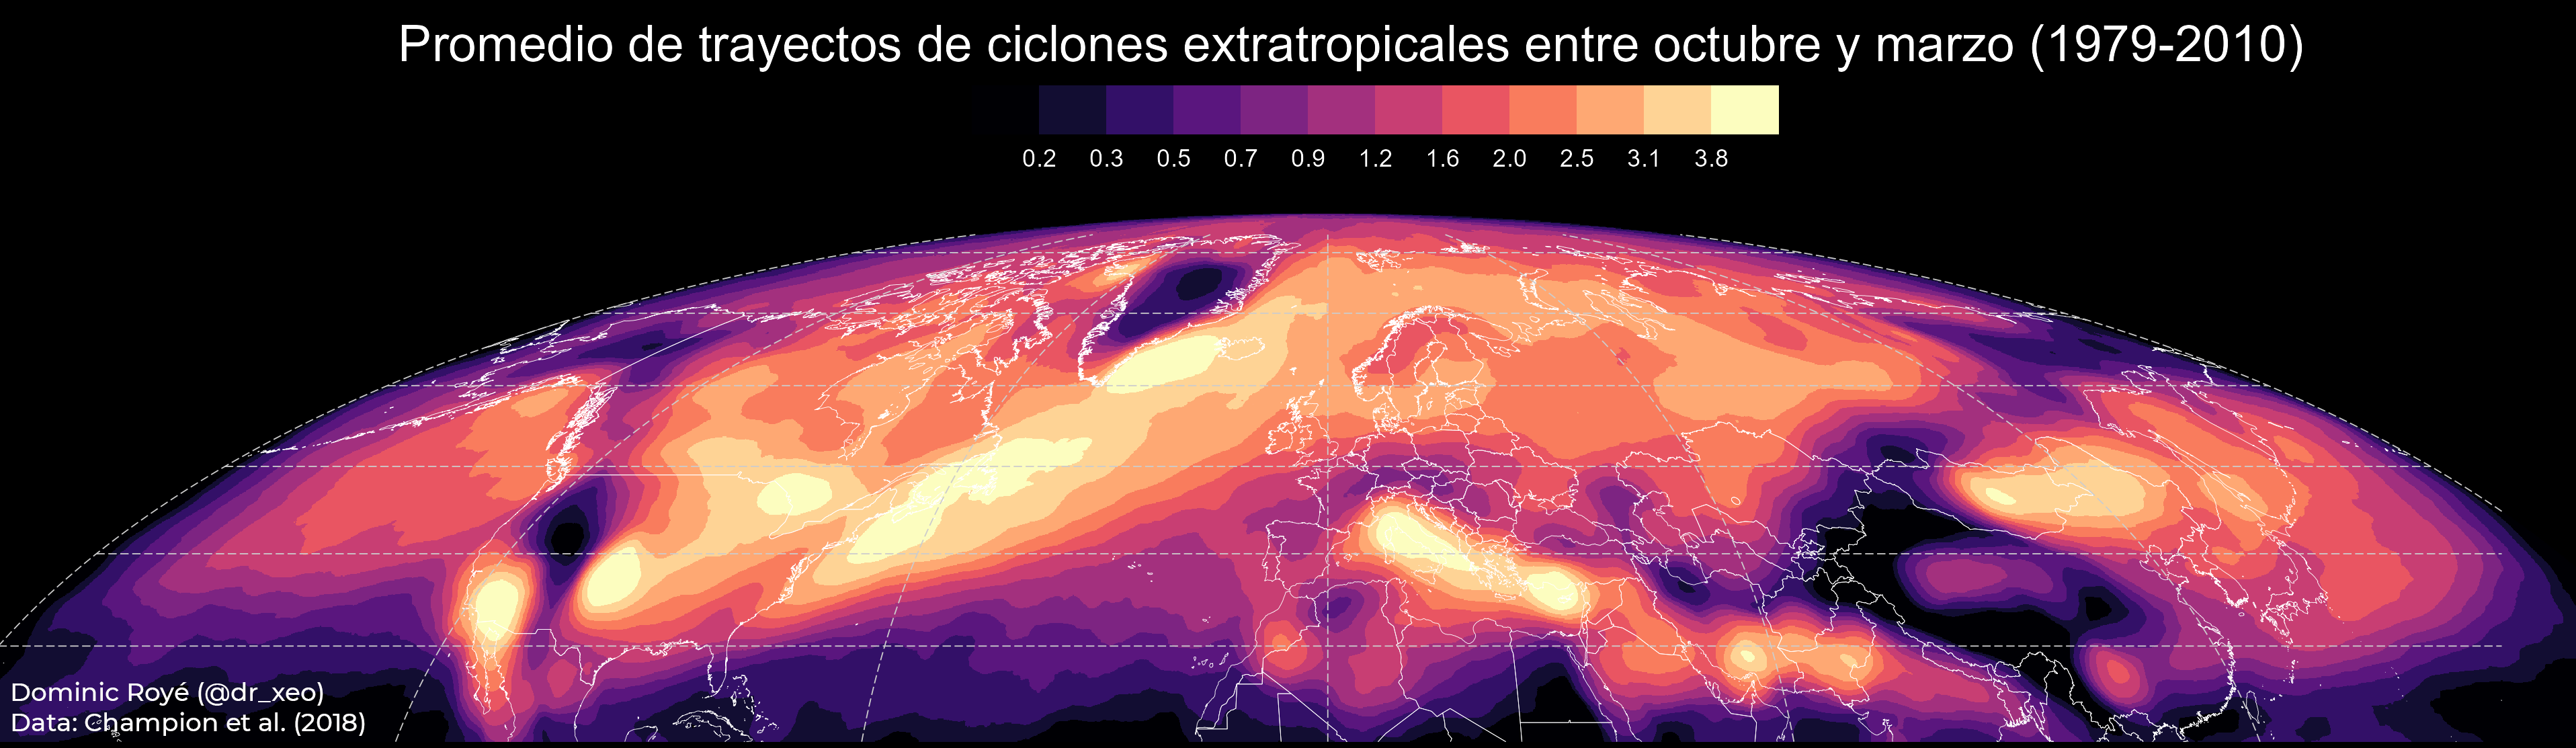 Promedio de trayectos de ciclones extratropicales entre octubre y marzo (1979-2010)
0.2 0.3 0.5 0.7 0.9 1.2 1.6 2.0 2.5 3.1 3.8
Dominic Royé (@dr_xeo)
Data: Champion et al. (2018)